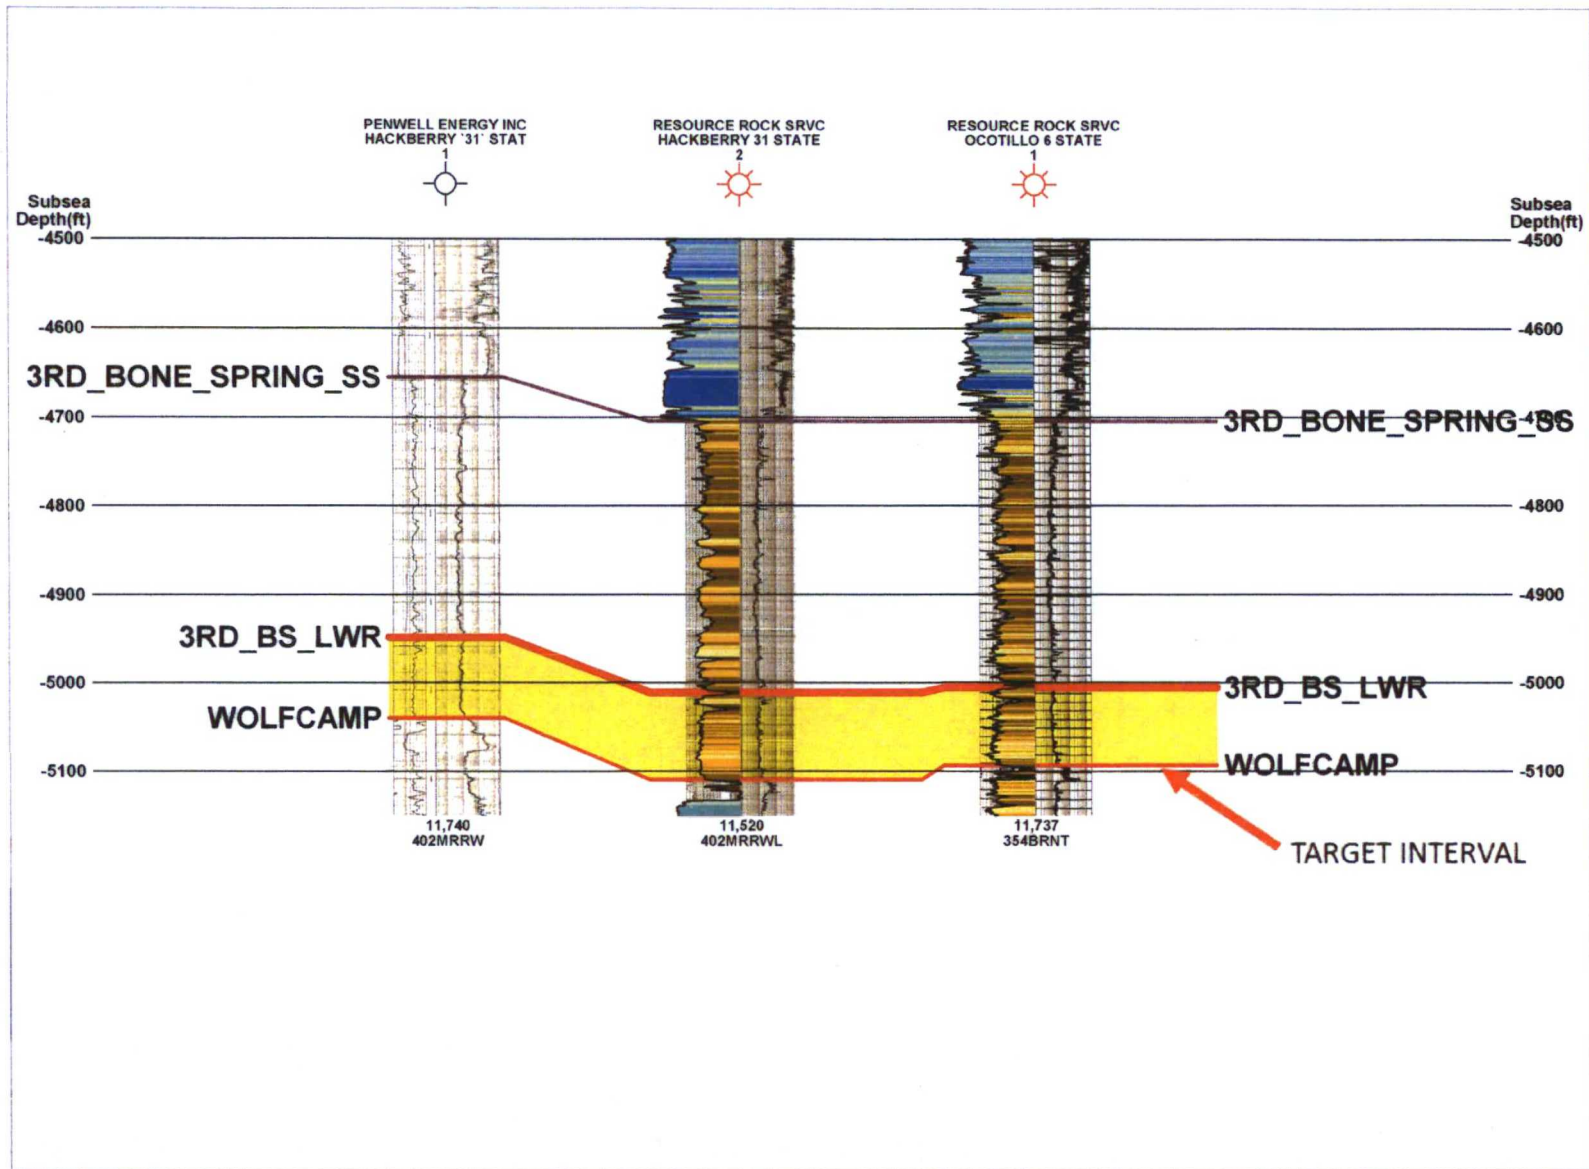 PENWELL ENERGY INC
HACKBERRY '31' STAT
1
RESOURCE ROCK SRVC
HACKBERRY 31 STATE
2
RESOURCE ROCK SRVC
OCOTILLO 6 STATE
1
Subsea
Depth(ft)
Subsea
Depth(ft)
-4500
-4500
-4600
-4600
3RD_BONE_SPRING_SS
-4700
-4700
3RD_BONE_SPRING_SS
-4800
-4800
-4900
-4900
3RD_BS_LWR
-5000
-5000
3RD_BS_LWR
WOLFCAMP
WOLFCAMP
-5100
-5100
11,740
402MRRW
11,520
402MRRWL
11,737
354BRNT
TARGET INTERVAL